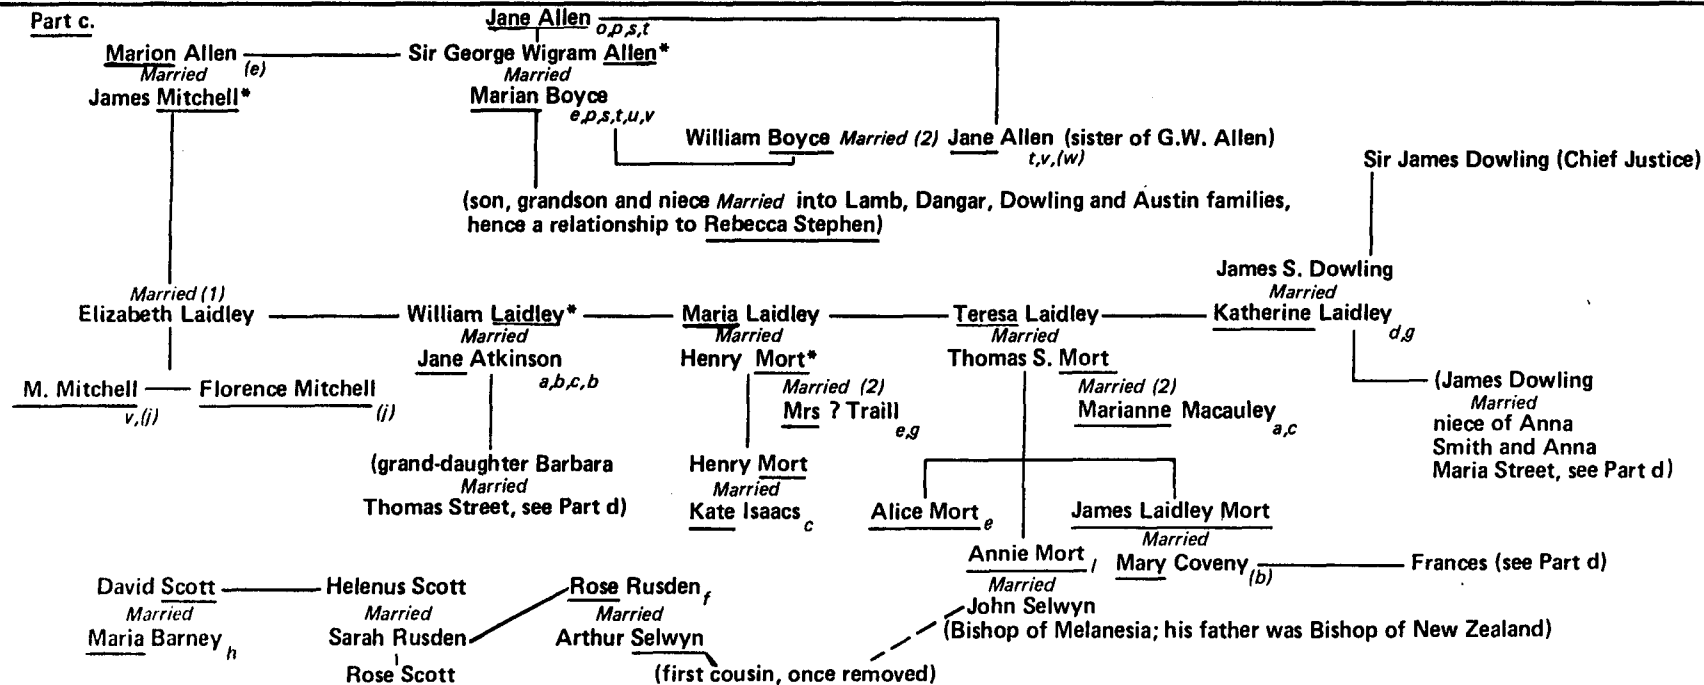 Part c.
Jane Allen o,p,s,t
Marion Allen (e) Sir George Wigram Allen*
Married Married
James Mitchell* Marian Boyce
e,p,s,t,u,v
William Boyce Married (2) Jane Allen (sister of G.W. Allen)
t,v,(w)
Sir James Dowling (Chief Justice)
(son, grandson and niece Married into Lamb, Dangar, Dowling and Austin families,
hence a relationship to Rebecca Stephen)
James S. Dowling
Married (1) Married
Elizabeth Laidley William Laidley* Maria Laidley Teresa Laidley Katherine Laidley d,g
Married Married Married
Jane Atkinson Henry Mort* Thomas S. Mort
a,b,c,b
M. Mitchell Florence Mitchell Married (2) Married (2) (James Dowling
v,(j) (j) Mrs ? Traill Marianne Macauley Married
e,g a,c niece of Anna
Smith and Anna
Maria Street, see Part d)
(grand-daughter Barbara Henry Mort
Married Married
Thomas Street, see Part d) Kate Isaacs c Alice Mort e James Laidley Mort
Married
Annie Mort l Mary Coveny (b) Frances (see Part d)
David Scott Helenus Scott Rose Rusden f Married
Married Married Married John Selwyn
Maria Barney h Sarah Rusden Arthur Selwyn (Bishop of Melanesia; his father was Bishop of New Zealand)
Rose Scott (first cousin, once removed)